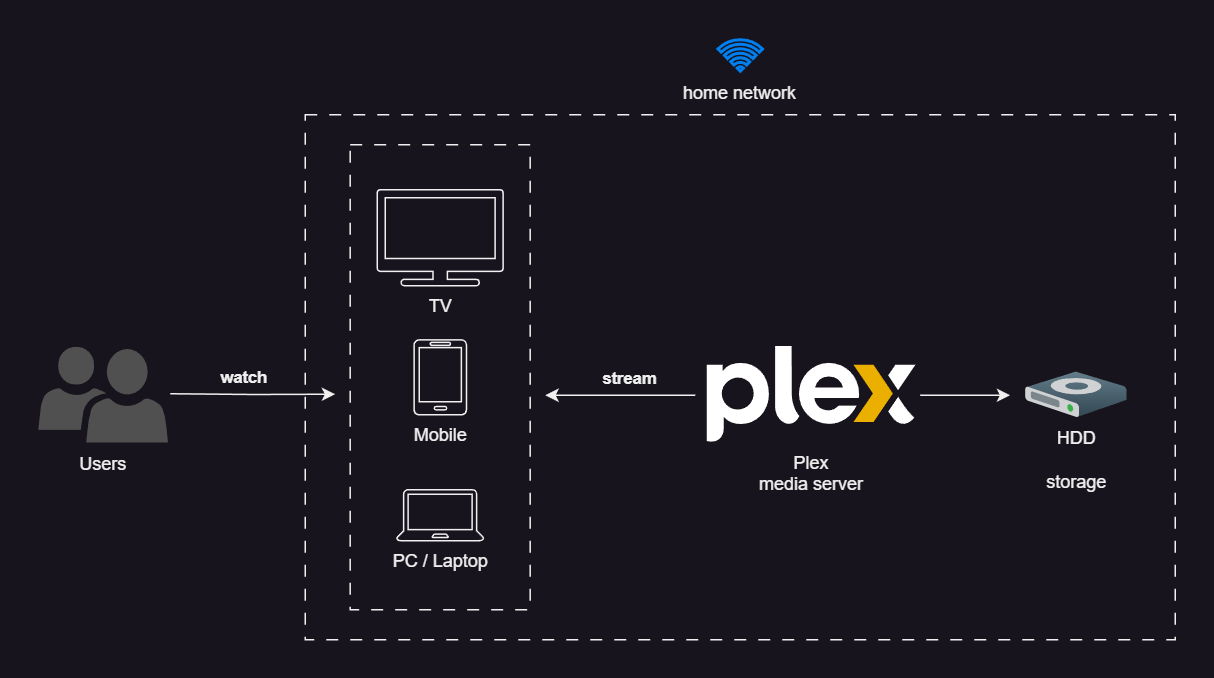 home network
TV
watch
stream
plex
Mobile
HDD
Users
Plex
media server
storage
PC / Laptop